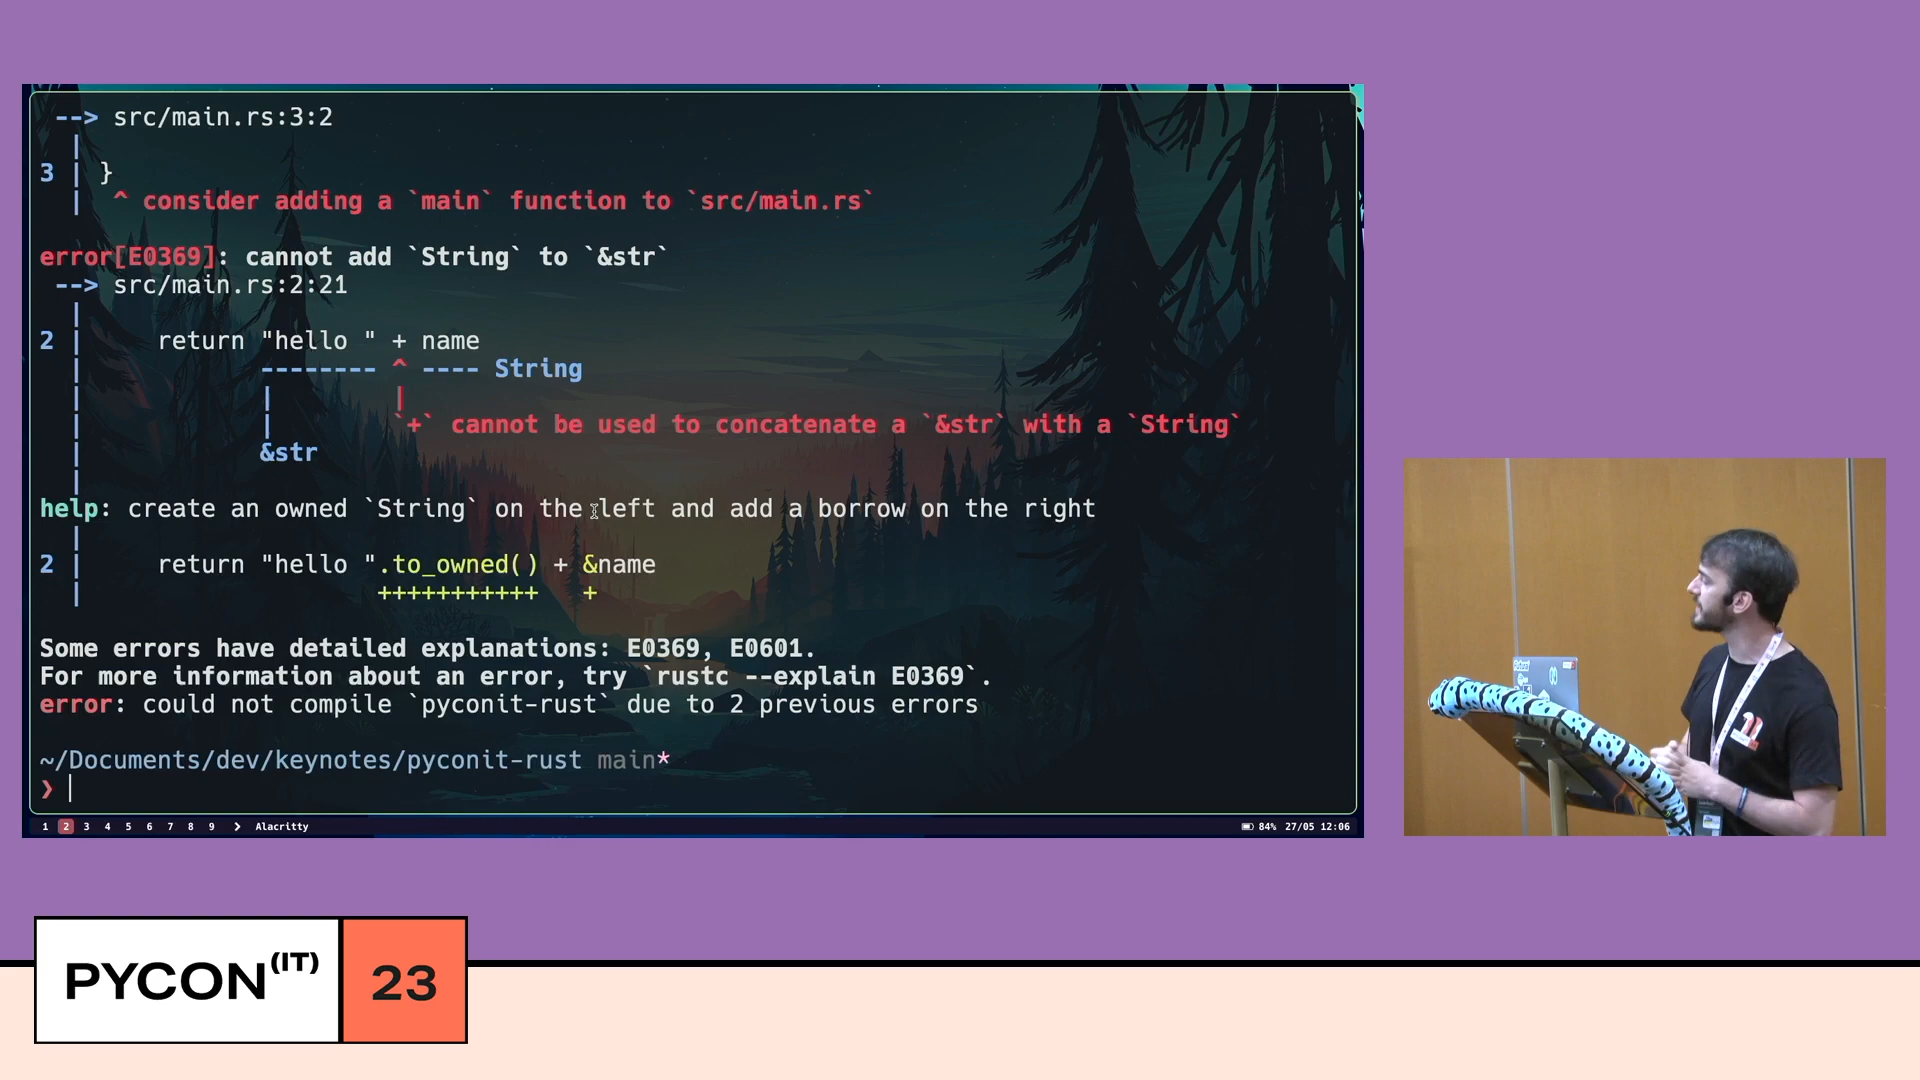 --> src/main.rs:3:2
|
3 | }
| ^ consider adding a `main` function to `src/main.rs`
error[E0369]: cannot add `String` to `&str`
--> src/main.rs:2:21
|
2 | return "hello " + name
| -------- ^ ---- String
| | |
| | `+` cannot be used to concatenate a `&str` with a `String`
| &str
|
help: create an owned `String` on the left and add a borrow on the right
|
2 | return "hello ".to_owned() + &name
| +++++++++++ +
Some errors have detailed explanations: E0369, E0601.
For more information about an error, try `rustc --explain E0369`.
error: could not compile `pyconit-rust` due to 2 previous errors
~/Documents/dev/keynotes/pyconit-rust main*
❯
1 2 3 4 5 6 7 8 9 > Alacritty
84% 27/05 12:06
PYCON(IT) 23